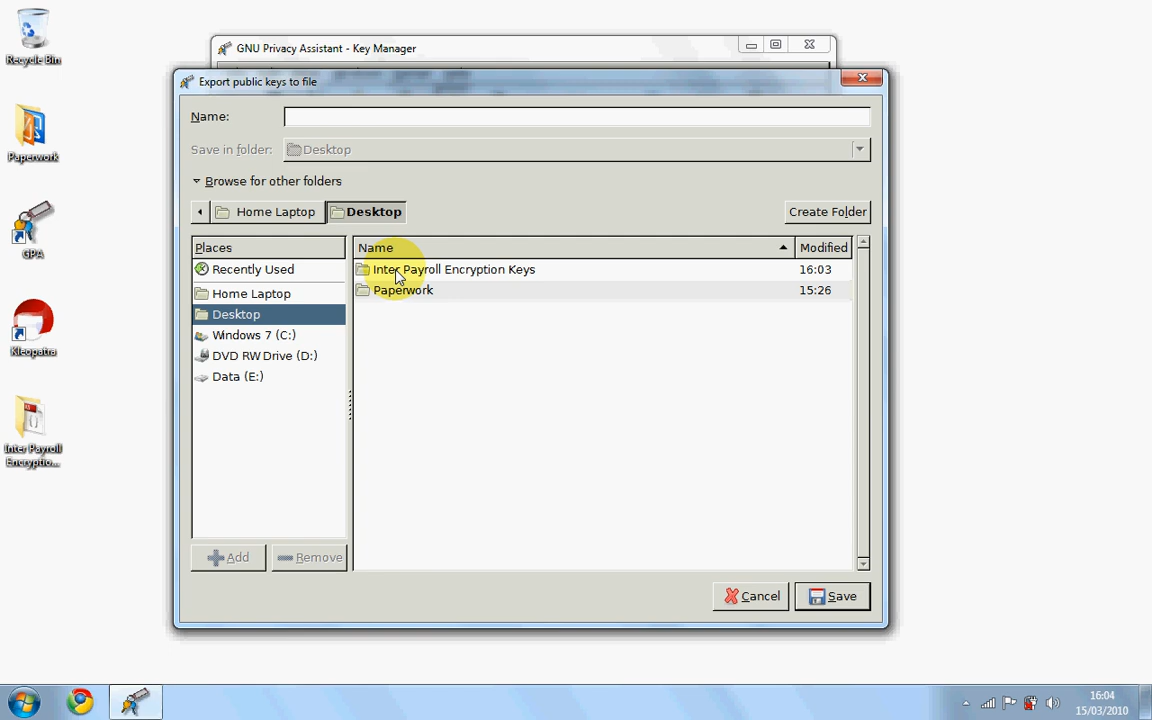 Recycle Bin
Paperwork
GPA
Kleopatra
Inter Payroll
Encryptio...
GNU Privacy Assistant - Key Manager
Export public keys to file
Name:
Save in folder:
Desktop
Browse for other folders
Home Laptop
Desktop
Create Folder
Places
Name
Modified
Recently Used
Home Laptop
Desktop
Windows 7 (C:)
DVD RW Drive (D:)
Data (E:)
Inter Payroll Encryption Keys
16:03
Paperwork
15:26
Add
Remove
Cancel
Save
16:04
15/03/2010